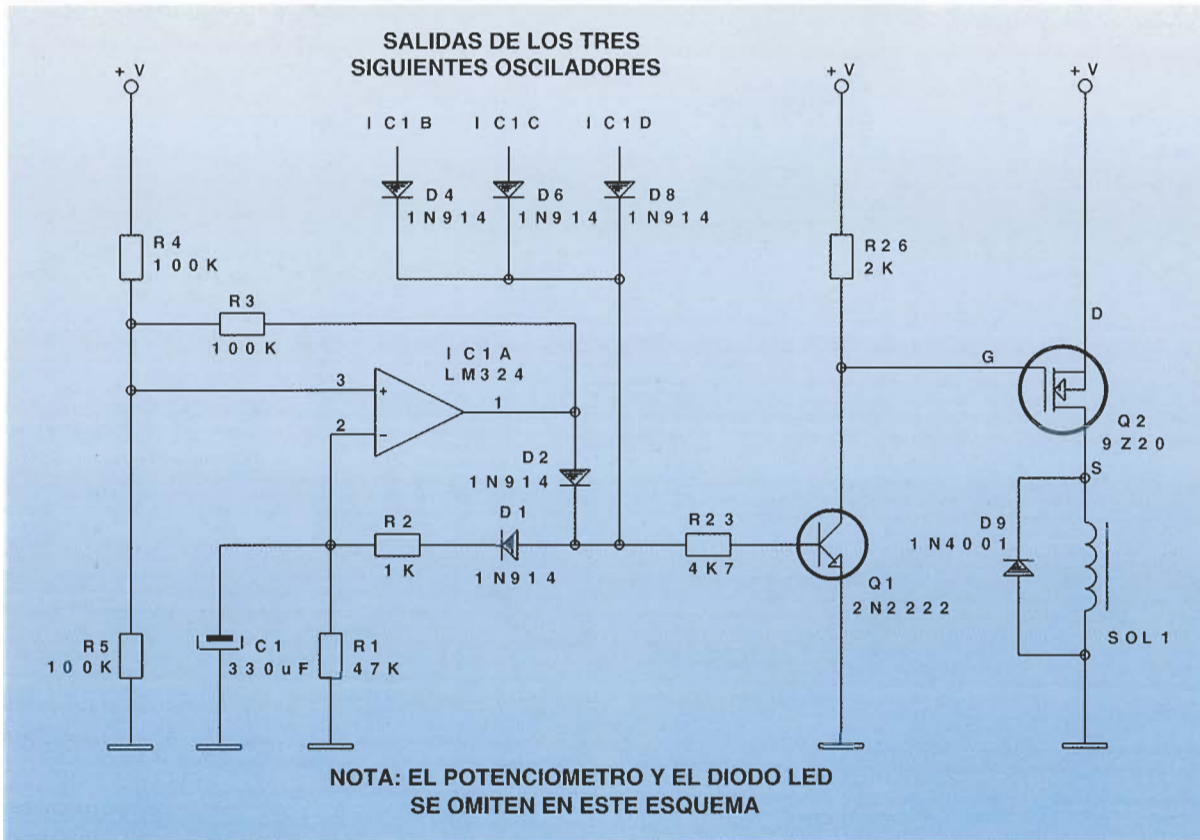 SALIDAS DE LOS TRES
SIGUIENTES OSCILADORES
+ V
+ V
+ V
IC1B
IC1C
IC1D
D4
1N914
D6
1N914
D8
1N914
R4
100K
R26
2K
R3
100K
D
IC1A
LM324
G
3
+
1
2
-
Q2
9Z20
D2
1N914
S
R2
1K
D1
1N914
R23
4K7
D9
1N4001
Q1
2N2222
SOL1
R5
100K
C1
330uF
R1
47K
NOTA: EL POTENCIOMETRO Y EL DIODO LED
SE OMITEN EN ESTE ESQUEMA